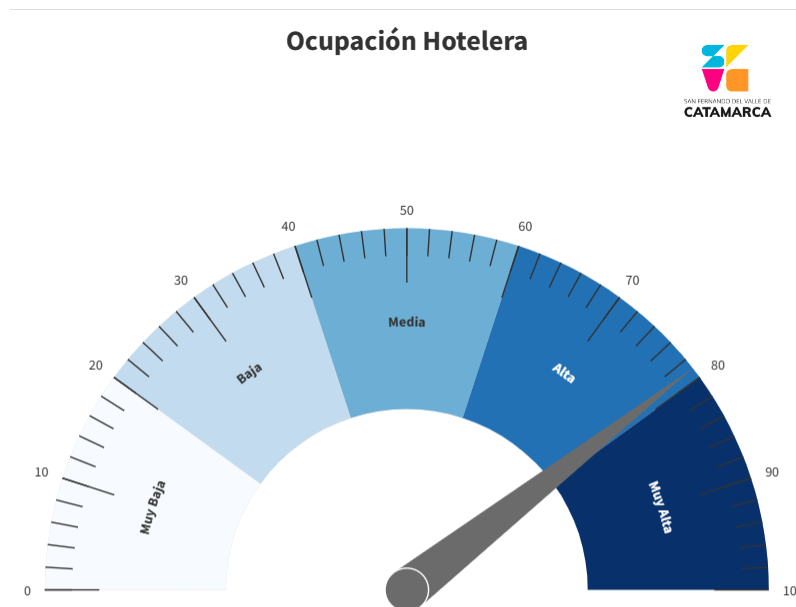 Ocupación Hotelera
SAN FERNANDO DEL VALLE DE
CATAMARCA
50
40
60
30
70
Media
20
Baja
Alta
80
10
Muy Baja
Muy Alta
90
0
10